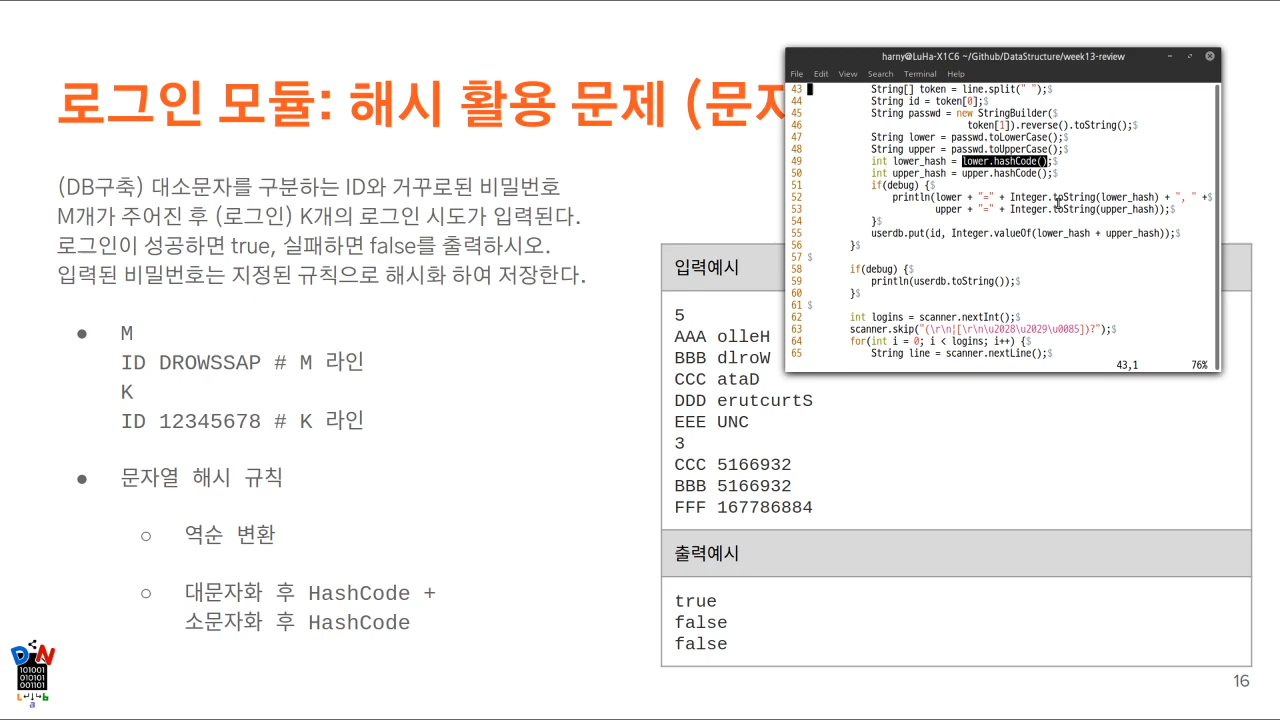 로그인 모듈: 해시 활용 문제 (문자
(DB구축) 대소문자를 구분하는 ID와 거꾸로된 비밀번호
M개가 주어진 후 (로그인) K개의 로그인 시도가 입력된다.
로그인이 성공하면 true, 실패하면 false를 출력하시오.
입력된 비밀번호는 지정된 규칙으로 해시화 하여 저장한다.
● M
ID DROWSSAP # M 라인
K
ID 12345678 # K 라인
● 문자열 해시 규칙
○ 역순 변환
○ 대문자화 후 HashCode +
소문자화 후 HashCode
harny@LuHa-X1C6 ~/Github/DataStructure/week13-review
File Edit View Search Terminal Help
43 String[] token = line.split(" ");$
44 String id = token[0];$
45 String passwd = new StringBuilder($
46 token[1]).reverse().toString();$
47 String lower = passwd.toLowerCase();$
48 String upper = passwd.toUpperCase();$
49 int lower_hash = lower.hashCode();$
50 int upper_hash = upper.hashCode();$
51 if(debug) {$
52 println(lower + "=" + Integer.toString(lower_hash) + ", " +$
53 upper + "=" + Integer.toString(upper_hash));$
54 }$
55 userdb.put(id, Integer.valueOf(lower_hash + upper_hash));$
56 }$
57 $
58 if(debug) {$
59 println(userdb.toString());$
60 }$
61 $
62 int logins = scanner.nextInt();$
63 scanner.skip("(\r\n|[\r\n\u2028\u2029\u0085])?");$
64 for(int i = 0; i < logins; i++) {$
65 String line = scanner.nextLine();$
43,1 76%
입력예시
5
AAA olleH
BBB dlroW
CCC ataD
DDD erutcurtS
EEE UNC
3
CCC 5166932
BBB 5166932
FFF 167786884
출력예시
true
false
false
D N
101001
010101
001101
L b
a
16